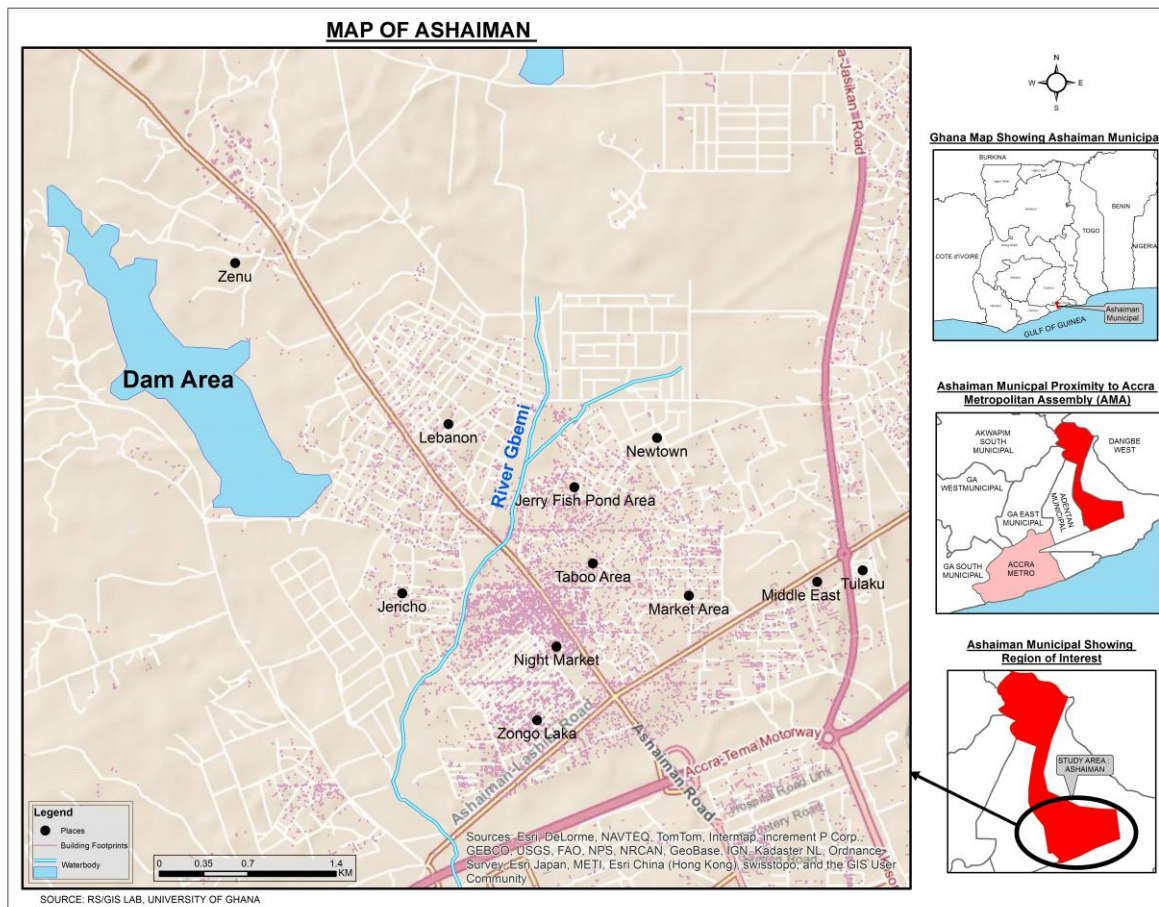 MAP OF ASHAIMAN
a-Jasikan Road
Zenu
Dam Area
Lebanon
River Gbemi
Newtown
Jerry Fish Pond Area
Taboo Area
Jericho
Market Area
Middle East
Tulaku
Night Market
Zongo Laka
Ashaiman-Lashibi Road
Ashaiman Road
Accra-Tema Motorway
Hospital Road Link
Road
Legend
Places
Building Footprints
Waterbody
0 0.35 0.7 1.4
KM
Sources: Esri, DeLorme, NAVTEQ, TomTom, Intermap, increment P Corp.,
GEBCO, USGS, FAO, NPS, NRCAN, GeoBase, IGN, Kadaster NL, Ordnance
Survey, Esri Japan, METI, Esri China (Hong Kong), swisstopo, and the GIS User
Community
SOURCE: RS/GIS LAB, UNIVERSITY OF GHANA
N
W E
S
Ghana Map Showing Ashaiman Municipa
BURKINA
BENIN
TOGO
NIGERIA
COTE d'IVOIRE
Ashaiman
Municipal
GULF OF GUINEA
Ashaiman Municpal Proximity to Accra
Metropolitan Assembly (AMA)
AKWAPIM
SOUTH
MUNICIPAL
DANGBE
WEST
GA
WESTMUNICIPAL
GA EAST
MUNICIPAL
ADENTAN
MUNICIPAL
GA SOUTH
MUNICIPAL
ACCRA
METRO
Ashaiman Municipal Showing
Region of Interest
STUDY AREA :
ASHAIMAN